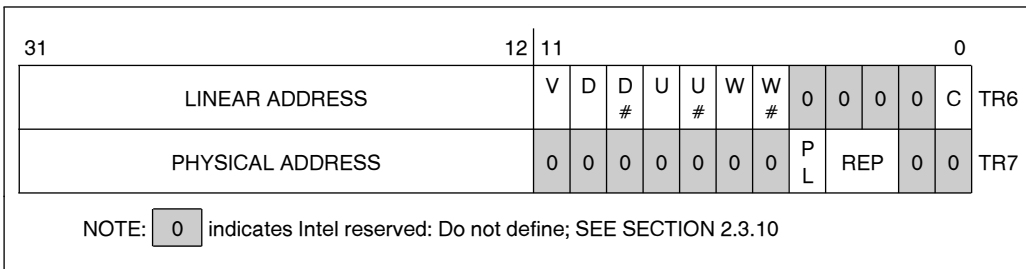 31 12 11 0
LINEAR ADDRESS V D D# U U# W W# 0 0 0 0 C TR6
PHYSICAL ADDRESS 0 0 0 0 0 0 0 PL REP 0 0 TR7
NOTE: 0 indicates Intel reserved: Do not define; SEE SECTION 2.3.10